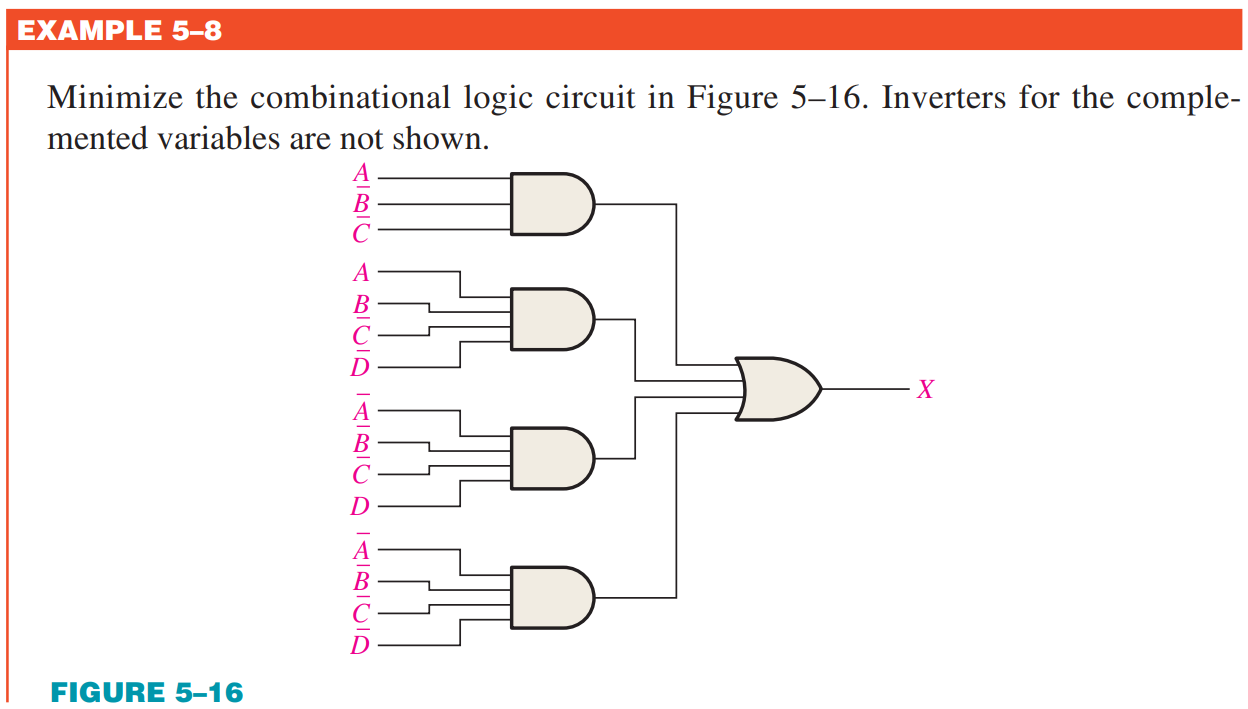 EXAMPLE 5–8
Minimize the combinational logic circuit in Figure 5–16. Inverters for the comple-
mented variables are not shown.
A
B̅
C̅
A
B
C̅
D̅
A̅
B̅
C̅
D
A̅
B̅
C̅
D̅
X
FIGURE 5–16